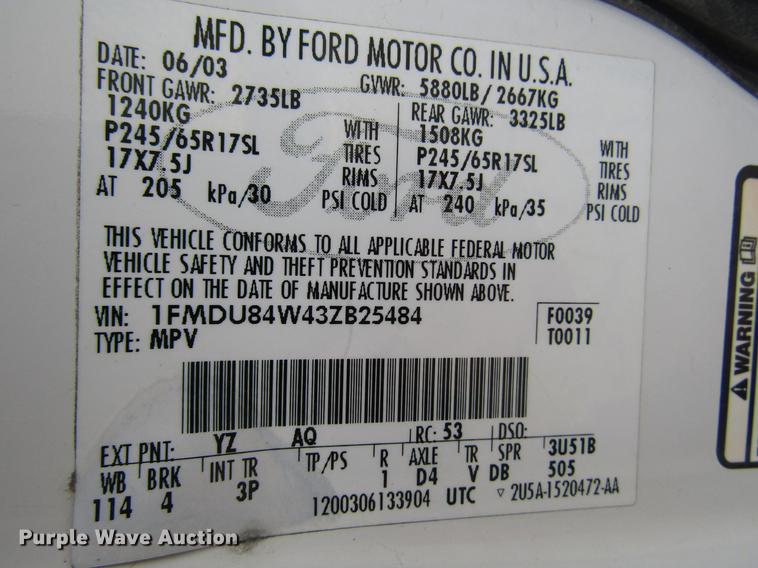 MFD. BY FORD MOTOR CO. IN U.S.A.
DATE: 06/03 GVWR: 5880LB/ 2667KG
FRONT GAWR: 2735LB REAR GAWR: 3325LB
1240KG WITH 1508KG WITH
P245/65R17SL TIRES P245/65R17SL TIRES
17X7.5J RIMS 17X7.5J RIMS
AT 205 kPa/30 PSI COLD AT 240 kPa/35 PSI COLD
Ford
THIS VEHICLE CONFORMS TO ALL APPLICABLE FEDERAL MOTOR
VEHICLE SAFETY AND THEFT PREVENTION STANDARDS IN
EFFECT ON THE DATE OF MANUFACTURE SHOWN ABOVE.
VIN: 1FMDU84W43ZB25484 F0039
TYPE: MPV T0011
EXT PNT: YZ AQ RC: 53 DSO:
WB BRK INT TR TP/PS R AXLE TR SPR 3U51B
114 4 3P 1 D4 V DB 505
1200306133904 UTC 2U5A-1520472-AA
WARNING
Purple Wave Auction